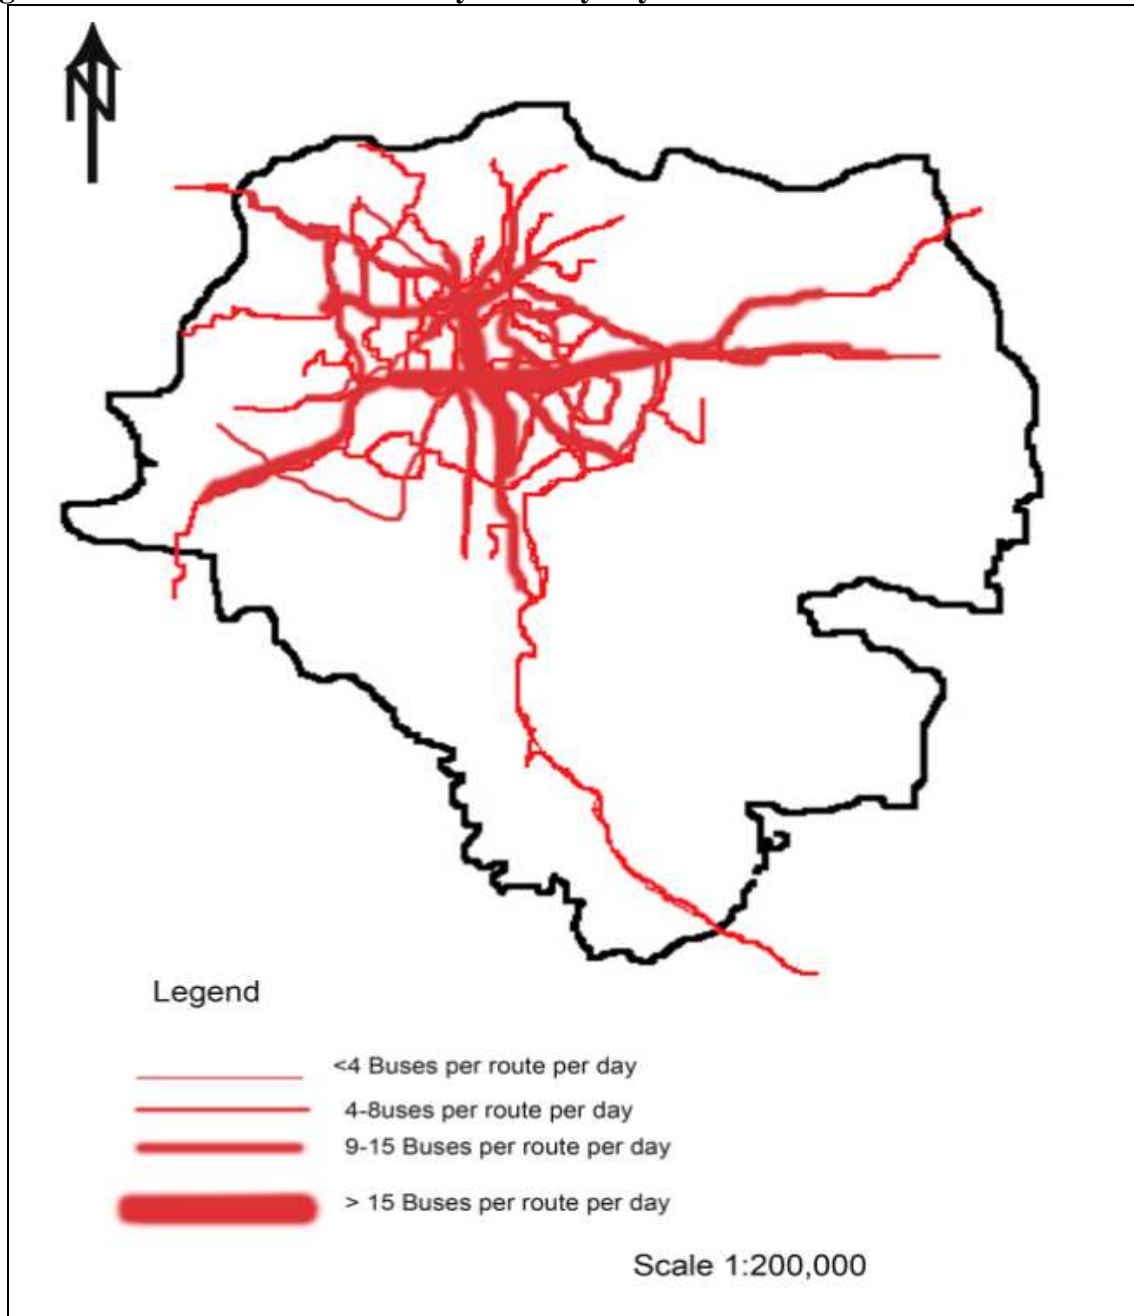 N
Legend
<4 Buses per route per day
4-8uses per route per day
9-15 Buses per route per day
> 15 Buses per route per day
Scale 1:200,000